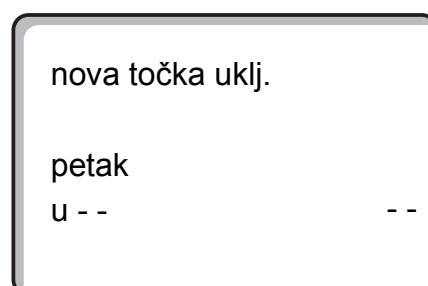 nova točka uklj.
petak
u - - - -